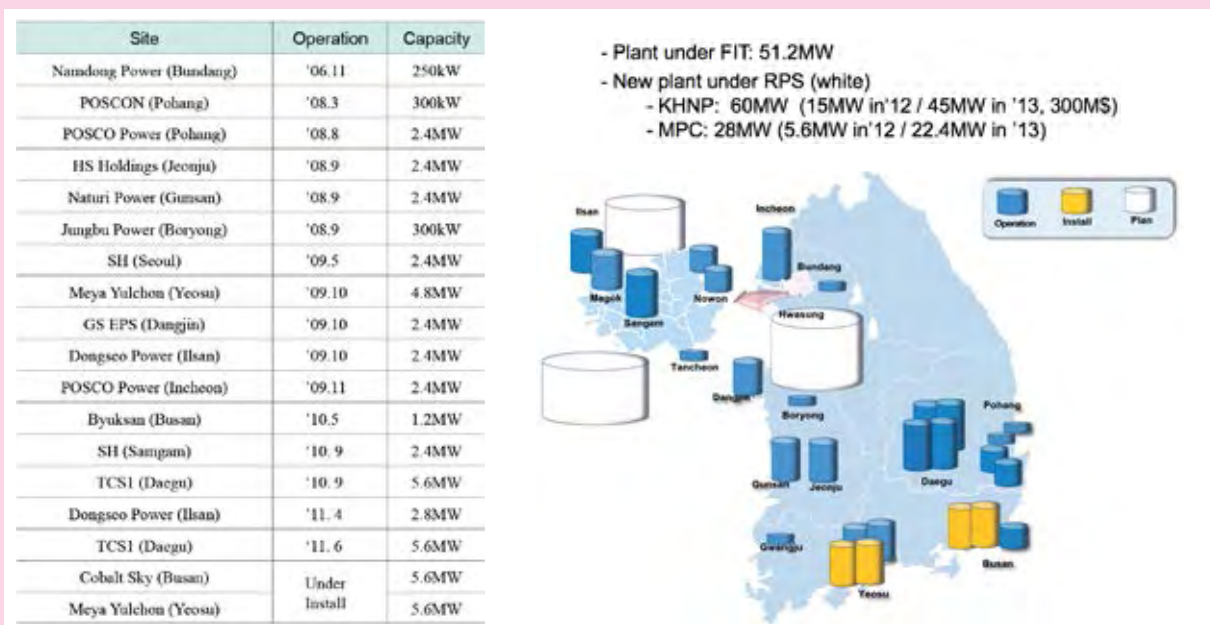 Site Operation Capacity
Namdong Power (Bundang) '06.11 250kW
POSCON (Pohang) '08.3 300kW
POSCO Power (Pohang) '08.8 2.4MW
HS Holdings (Jeonju) '08.9 2.4MW
Naturi Power (Gunsan) '08.9 2.4MW
Jungbu Power (Boryong) '08.9 300kW
SH (Seoul) '09.5 2.4MW
Meya Yulchon (Yeosu) '09.10 4.8MW
GS EPS (Dangjin) '09.10 2.4MW
Dongseo Power (Ilsan) '09.10 2.4MW
POSCO Power (Incheon) '09.11 2.4MW
Byuksan (Busan) '10.5 1.2MW
SH (Samgam) '10. 9 2.4MW
TCS1 (Daegu) '10. 9 5.6MW
Dongseo Power (Ilsan) '11. 4 2.8MW
TCS1 (Daegu) '11. 6 5.6MW
Cobalt Sky (Busan) Under Install 5.6MW
Meya Yulchon (Yeosu) 5.6MW
- Plant under FIT: 51.2MW
- New plant under RPS (white)
- KHNP: 60MW (15MW in'12 / 45MW in '13, 300M$)
- MPC: 28MW (5.6MW in'12 / 22.4MW in '13)
Operation Install Plan
Ilsan
Incheon
Bundang
Magok
Nowon
Sangam
Hwasung
Tancheon
Dangjin
Boryong
Pohang
Gunsan
Jeonju
Daegu
Gwangju
Busan
Yeosu